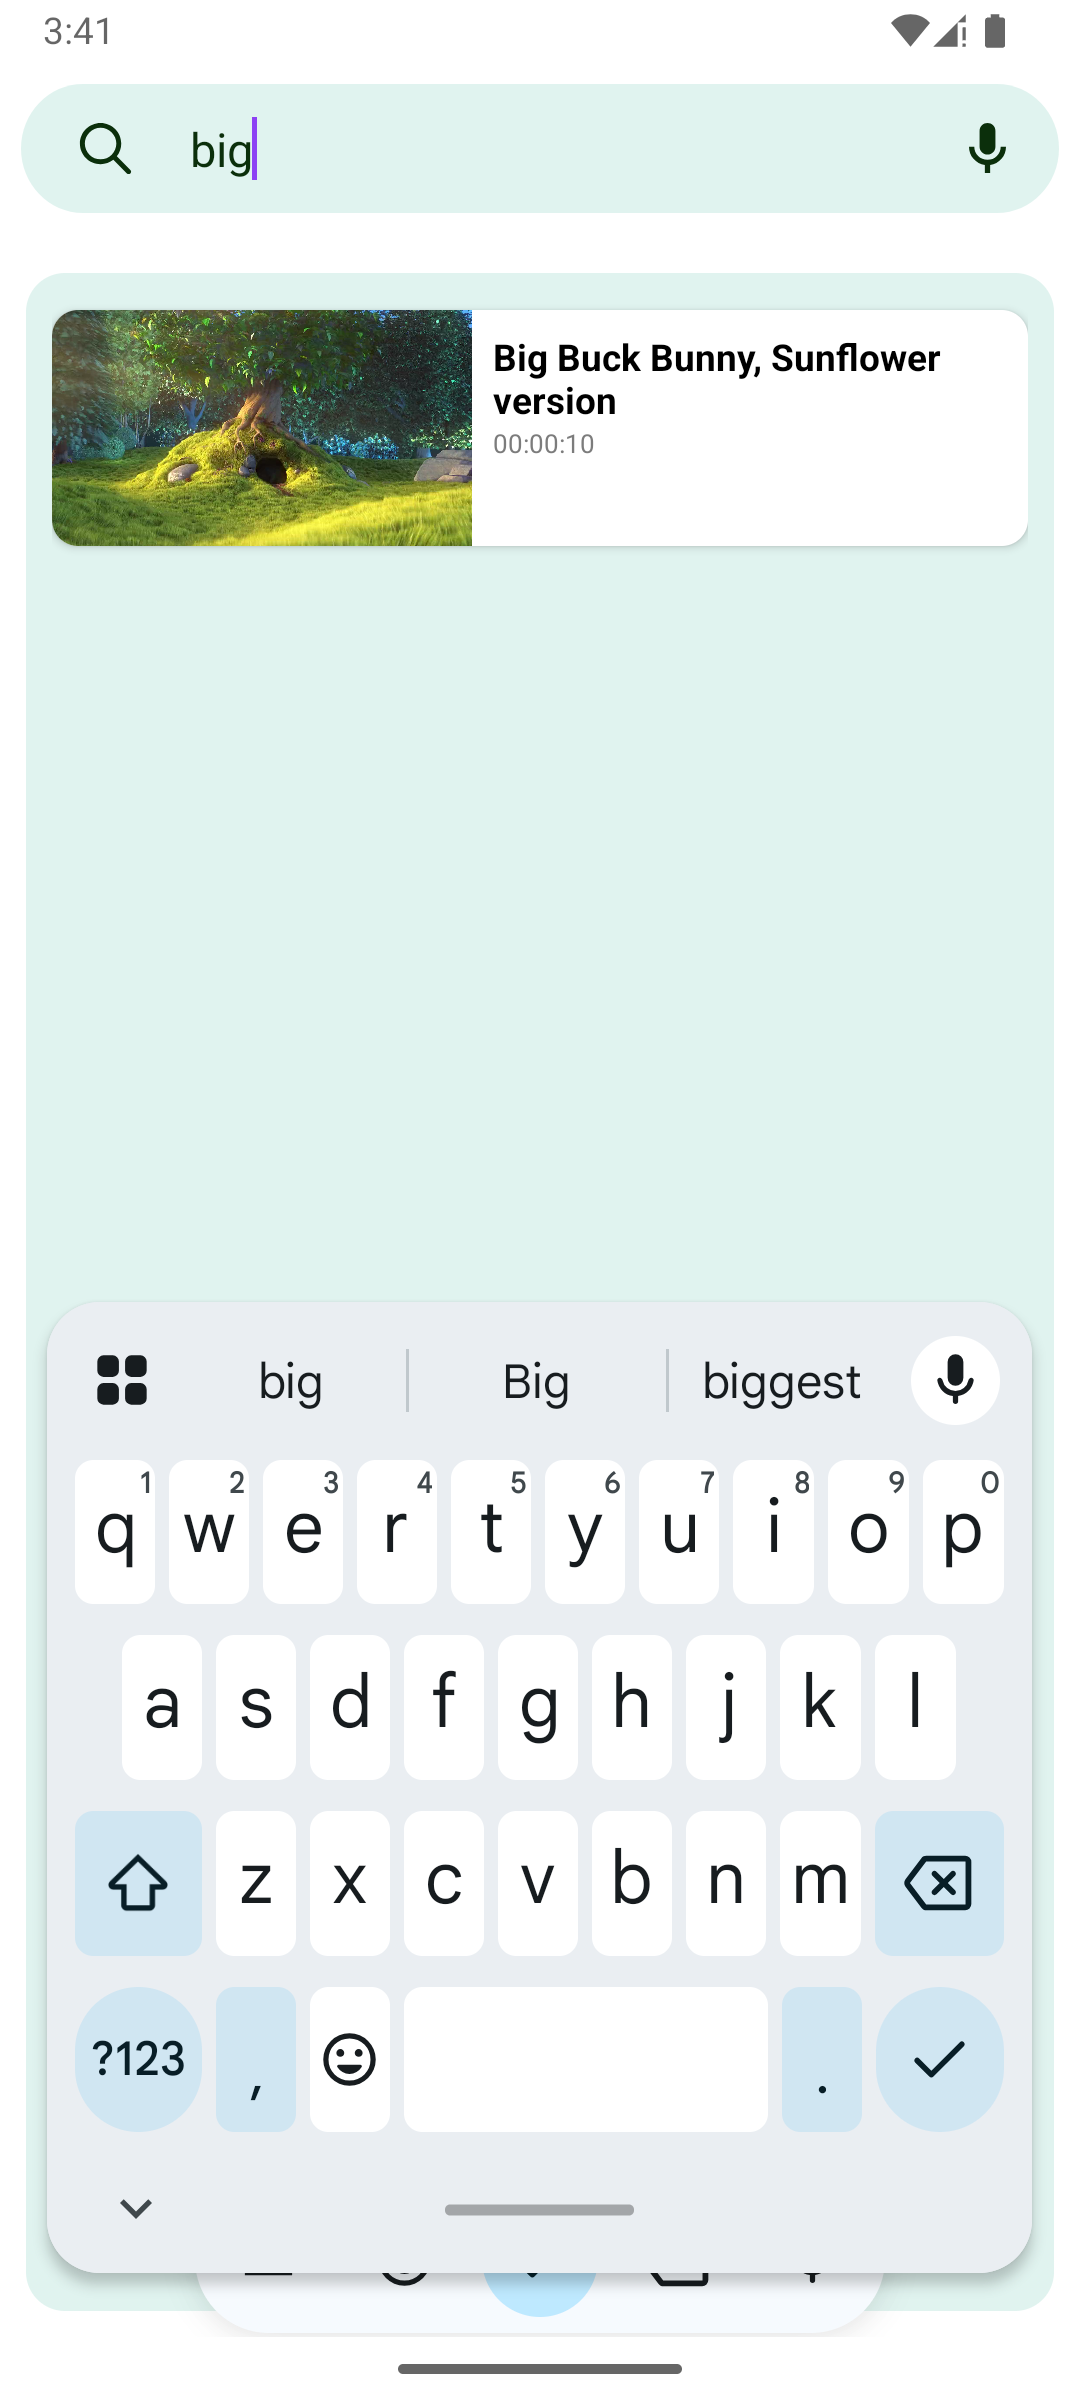 3:41
big
Big Buck Bunny, Sunflower
version
00:00:10
big Big biggest
1 2 3 4 5 6 7 8 9 0
q w e r t y u i o p
a s d f g h j k l
z x c v b n m
?123 , .